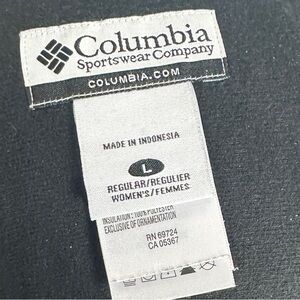 Columbia
Sportswear Company
COLUMBIA.COM
MADE IN INDONESIA
L
REGULAR/REGULIER
WOMEN'S/FEMMES
INSULATION: 100% POLYESTER
EXCLUSIVE OF ORNAMENTATION
RN 69724
CA 05367